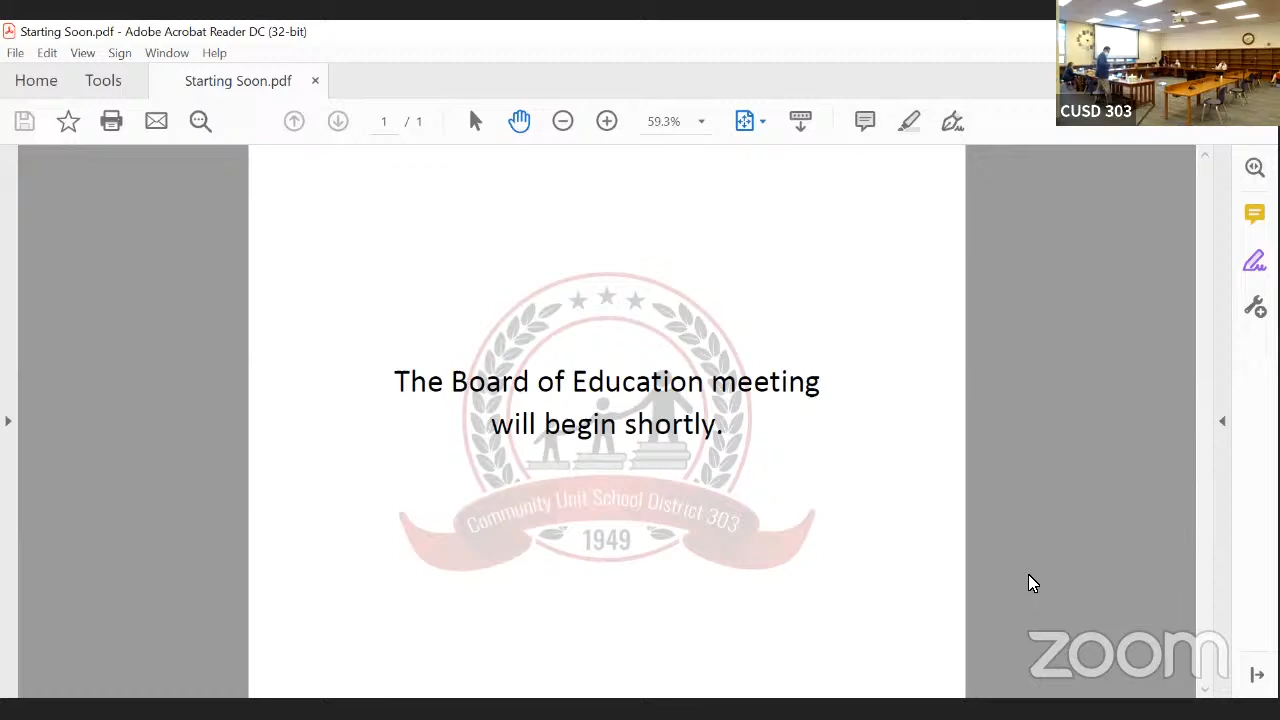 Starting Soon.pdf - Adobe Acrobat Reader DC (32-bit)
File Edit View Sign Window Help
Home Tools Starting Soon.pdf ×
1 / 1 59.3%
CUSD 303
The Board of Education meeting
will begin shortly.
Community Unit School District 303
1949
zoom